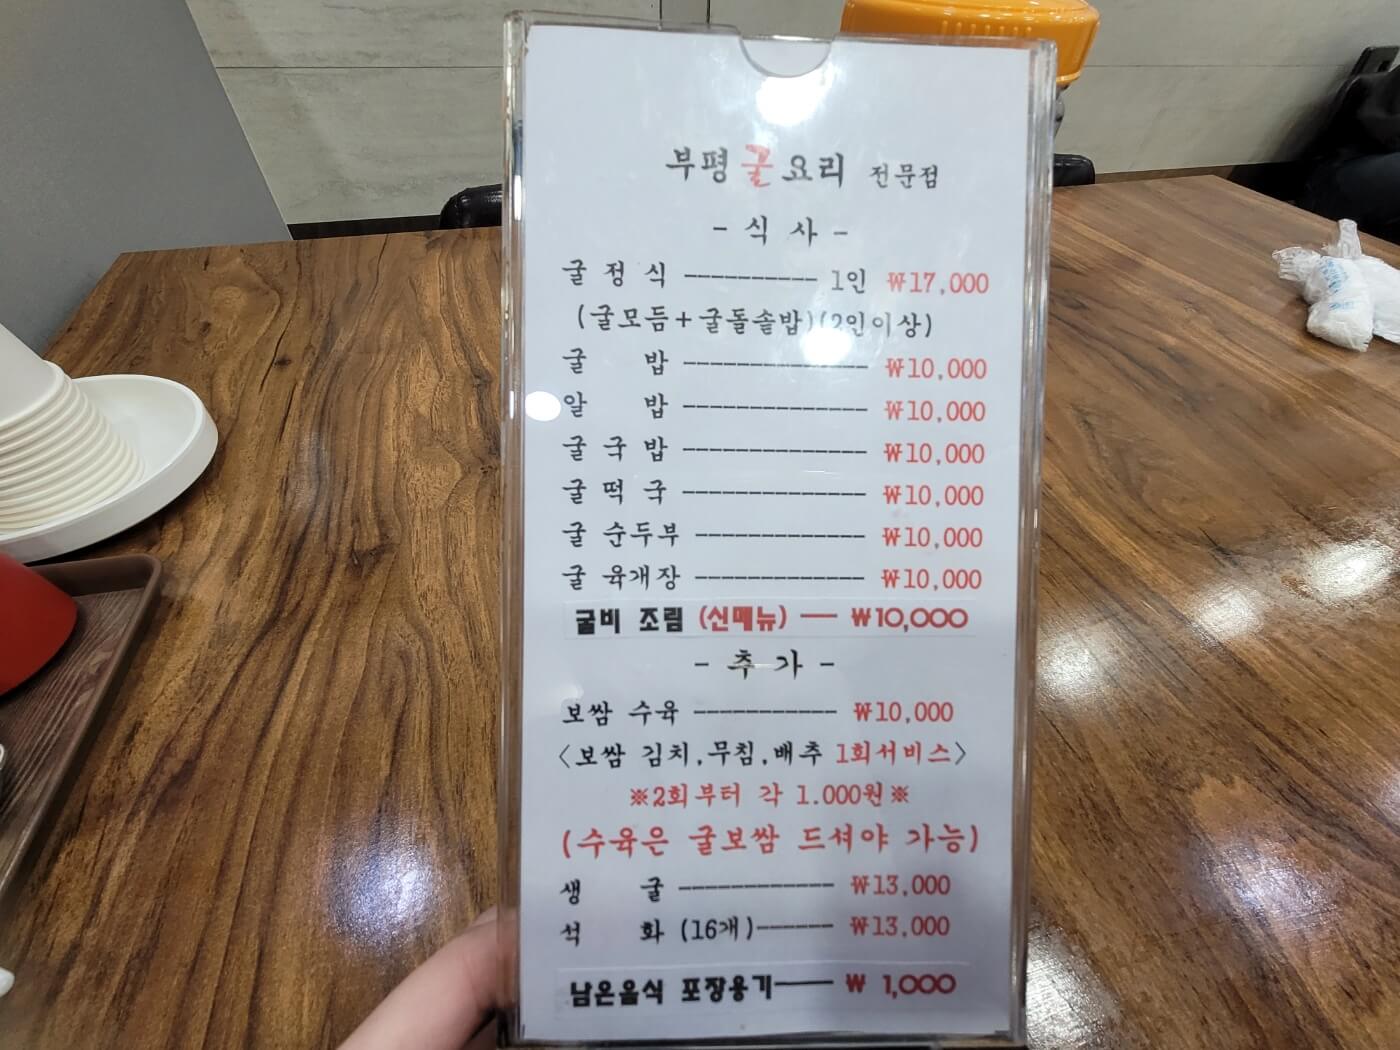 부평 굴 요리 전문점
- 식 사 -
굴 정 식 ---------- 1인 ₩17,000
(굴모듬+굴돌솥밥)(2인이상)
굴 밥 -------------- ₩10,000
알 밥 -------------- ₩10,000
굴 국 밥 -------------- ₩10,000
굴 떡 국 -------------- ₩10,000
굴 순두부 ------------- ₩10,000
굴 육개장 ------------- ₩10,000
굴비 조림 (신메뉴) — ₩10,000
- 추 가 -
보쌈 수육 ----------- ₩10,000
<보쌈 김치,무침,배추 1회서비스>
※2회부터 각 1.000원※
(수육은 굴보쌈 드셔야 가능)
생 굴 ------------ ₩13,000
석 화 (16개)------ ₩13,000
남은음식 포장용기── ₩ 1,000